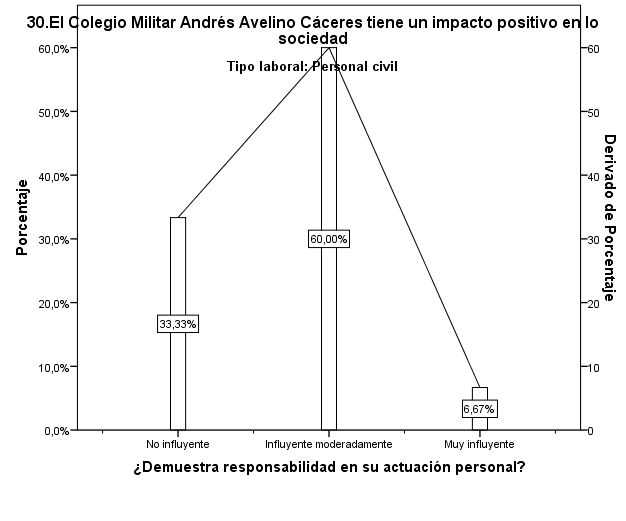 30.El Colegio Militar Andrés Avelino Cáceres tiene un impacto positivo en lo
sociedad
Tipo laboral: Personal civil
60,0%
60
50,0%
50
40,0%
40
30,0%
30
20,0%
20
10,0%
10
0,0%
0
Porcentaje
Derivado de Porcentaje
60,00%
33,33%
6,67%
No influyente
Influyente moderadamente
Muy influyente
¿Demuestra responsabilidad en su actuación personal?